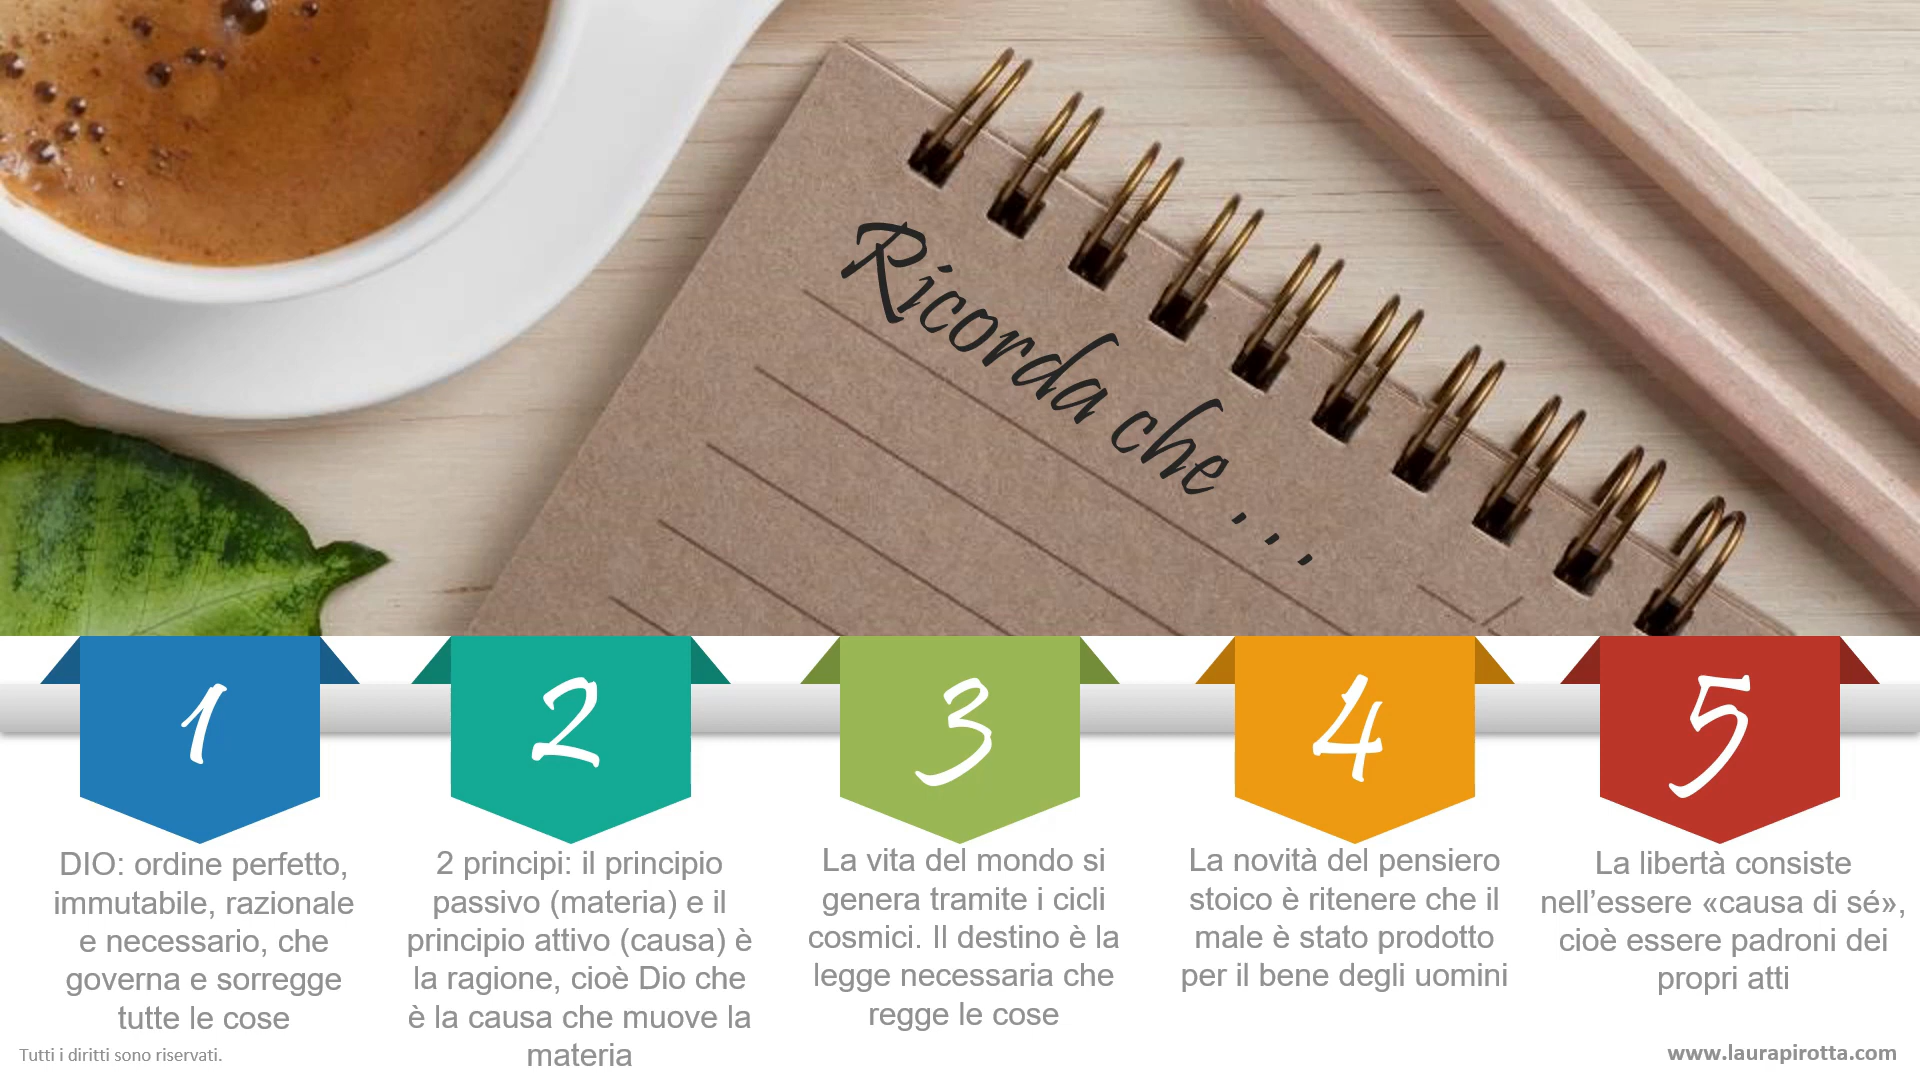 Ricorda che . . .
1
DIO: ordine perfetto,
immutabile, razionale
e necessario, che
governa e sorregge
tutte le cose
2
2 principi: il principio
passivo (materia) e il
principio attivo (causa) è
la ragione, cioè Dio che
è la causa che muove la
materia
3
La vita del mondo si
genera tramite i cicli
cosmici. Il destino è la
legge necessaria che
regge le cose
4
La novità del pensiero
stoico è ritenere che il
male è stato prodotto
per il bene degli uomini
5
La libertà consiste
nell’essere «causa di sé»,
cioè essere padroni dei
propri atti
Tutti i diritti sono riservati.
www.laurapirotta.com